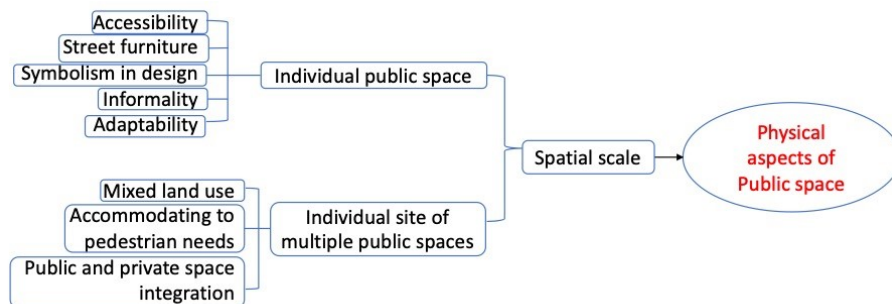 Accessibility
Street furniture
Symbolism in design
Informality
Adaptability
Individual public space
Mixed land use
Accommodating to
pedestrian needs
Public and private space
integration
Individual site of
multiple public spaces
Spatial scale
Physical
aspects of
Public space